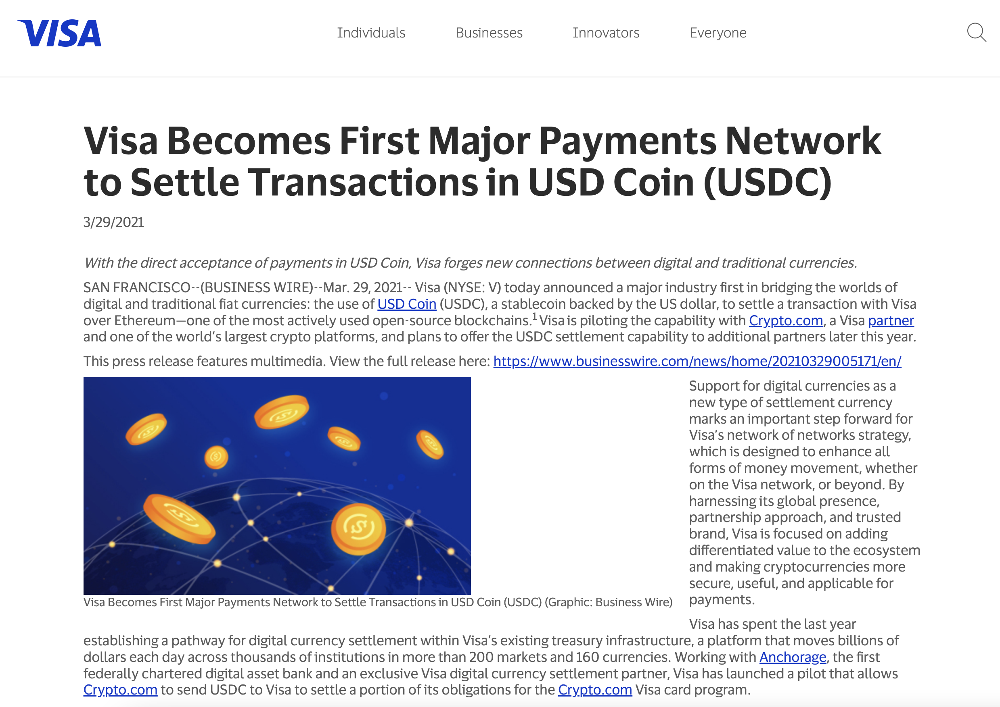 VISA
Individuals Businesses Innovators Everyone
Visa Becomes First Major Payments Network
to Settle Transactions in USD Coin (USDC)
3/29/2021
With the direct acceptance of payments in USD Coin, Visa forges new connections between digital and traditional currencies.
SAN FRANCISCO--(BUSINESS WIRE)--Mar. 29, 2021-- Visa (NYSE: V) today announced a major industry first in bridging the worlds of
digital and traditional fiat currencies: the use of USD Coin (USDC), a stablecoin backed by the US dollar, to settle a transaction with Visa
over Ethereum—one of the most actively used open-source blockchains.1 Visa is piloting the capability with Crypto.com, a Visa partner
and one of the world’s largest crypto platforms, and plans to offer the USDC settlement capability to additional partners later this year.
This press release features multimedia. View the full release here: https://www.businesswire.com/news/home/20210329005171/en/
Visa Becomes First Major Payments Network to Settle Transactions in USD Coin (USDC) (Graphic: Business Wire)
Support for digital currencies as a
new type of settlement currency
marks an important step forward for
Visa’s network of networks strategy,
which is designed to enhance all
forms of money movement, whether
on the Visa network, or beyond. By
harnessing its global presence,
partnership approach, and trusted
brand, Visa is focused on adding
differentiated value to the ecosystem
and making cryptocurrencies more
secure, useful, and applicable for
payments.
Visa has spent the last year
establishing a pathway for digital currency settlement within Visa’s existing treasury infrastructure, a platform that moves billions of
dollars each day across thousands of institutions in more than 200 markets and 160 currencies. Working with Anchorage, the first
federally chartered digital asset bank and an exclusive Visa digital currency settlement partner, Visa has launched a pilot that allows
Crypto.com to send USDC to Visa to settle a portion of its obligations for the Crypto.com Visa card program.